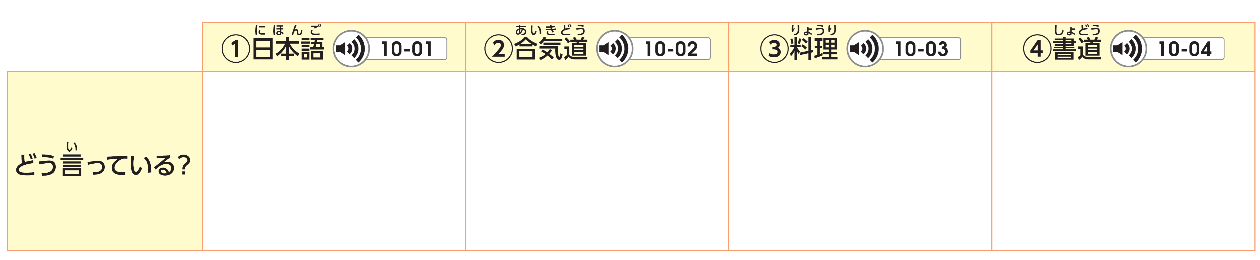 にほんご あいきどう りょうり しょどう
①日本語 10-01 ②合気道 10-02 ③料理 10-03 ④書道 10-04
い
どう言っている？